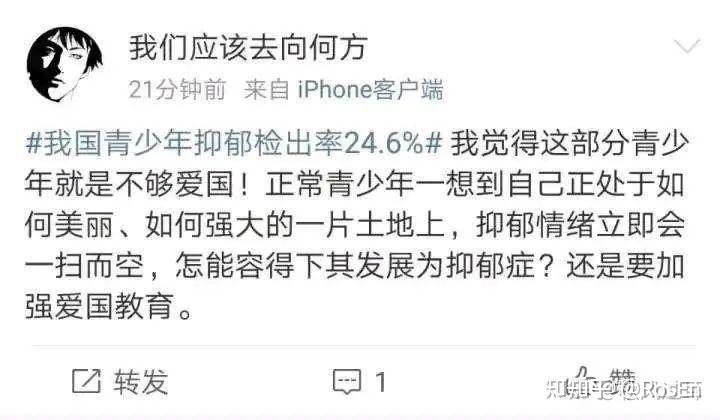 我们应该去向何方
21分钟前 来自 iPhone客户端
#我国青少年抑郁检出率24.6%# 我觉得这部分青少
年就是不够爱国！正常青少年一想到自己正处于如
何美丽、如何强大的一片土地上，抑郁情绪立即会
一扫而空，怎能容得下其发展为抑郁症？还是要加
强爱国教育。
转发 1 赞
知乎 @RosEn